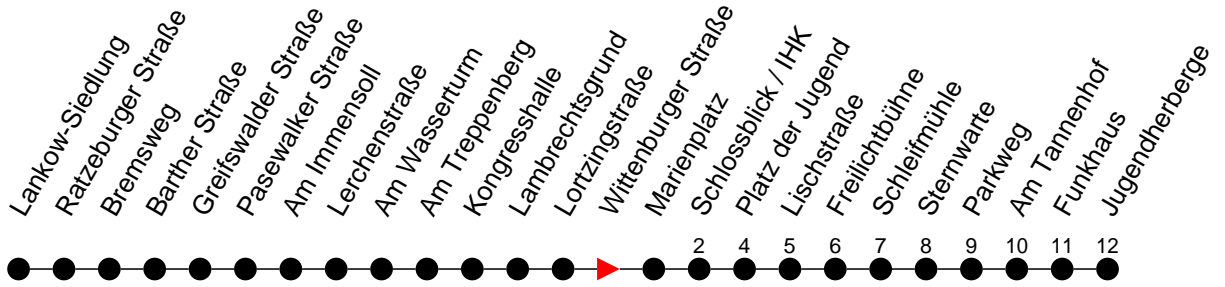 Lankow-Siedlung
Ratzeburger Straße
Bremsweg
Barther Straße
Greifswalder Straße
Pasewalker Straße
Am Immensoll
Lerchenstraße
Am Wasserturm
Am Treppenberg
Kongresshalle
Lambrechtsgrund
Lortzingstraße
Wittenburger Straße
Marienplatz
Schlossblick / IHK
Platz der Jugend
Lischstraße
Freilichtbühne
Schleifmühle
Sternwarte
Parkweg
Am Tannenhof
Funkhaus
Jugendherberge
2 4 5 6 7 8 9 10 11 12